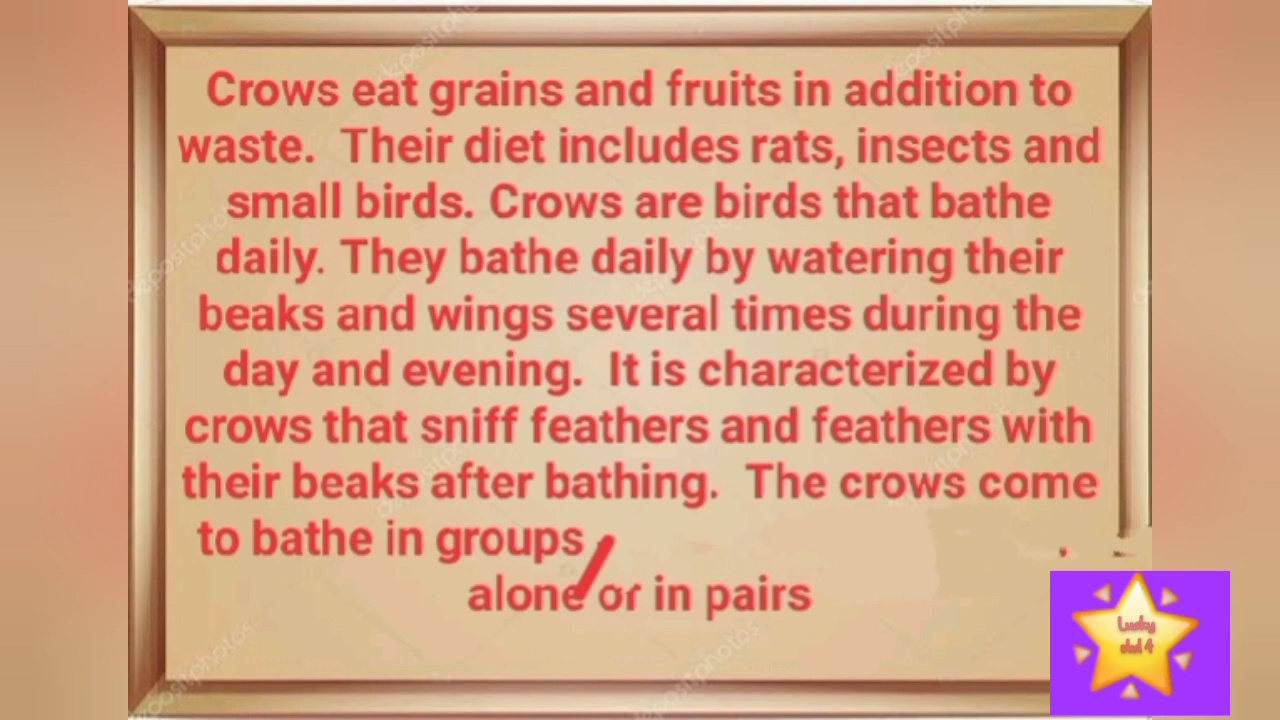 Crows eat grains and fruits in addition to
waste.  Their diet includes rats, insects and
small birds. Crows are birds that bathe
daily. They bathe daily by watering their
beaks and wings several times during the
day and evening.  It is characterized by
crows that sniff feathers and feathers with
their beaks after bathing.  The crows come
to bathe in groups
alone or in pairs
depositphotos